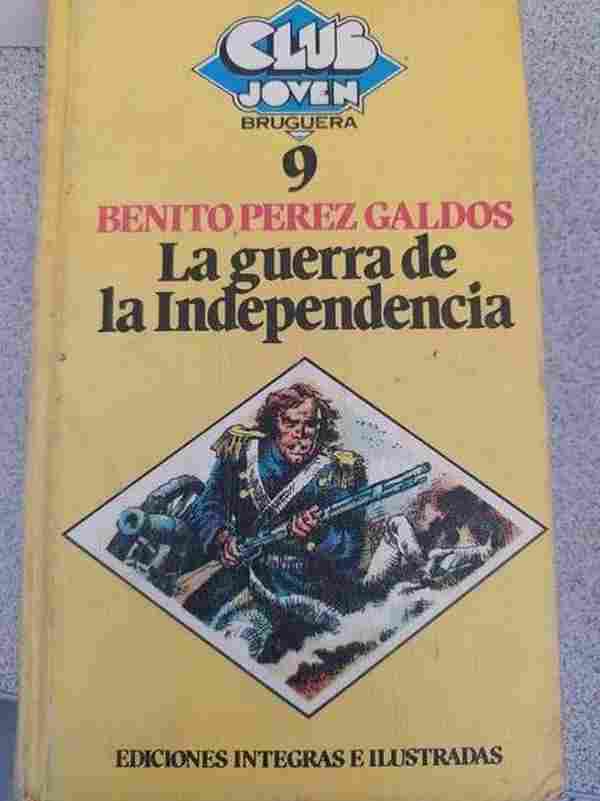 CLUB
JOVEN
BRUGUERA
9
BENITO PEREZ GALDOS
La guerra de
la Independencia
EDICIONES INTEGRAS E ILUSTRADAS